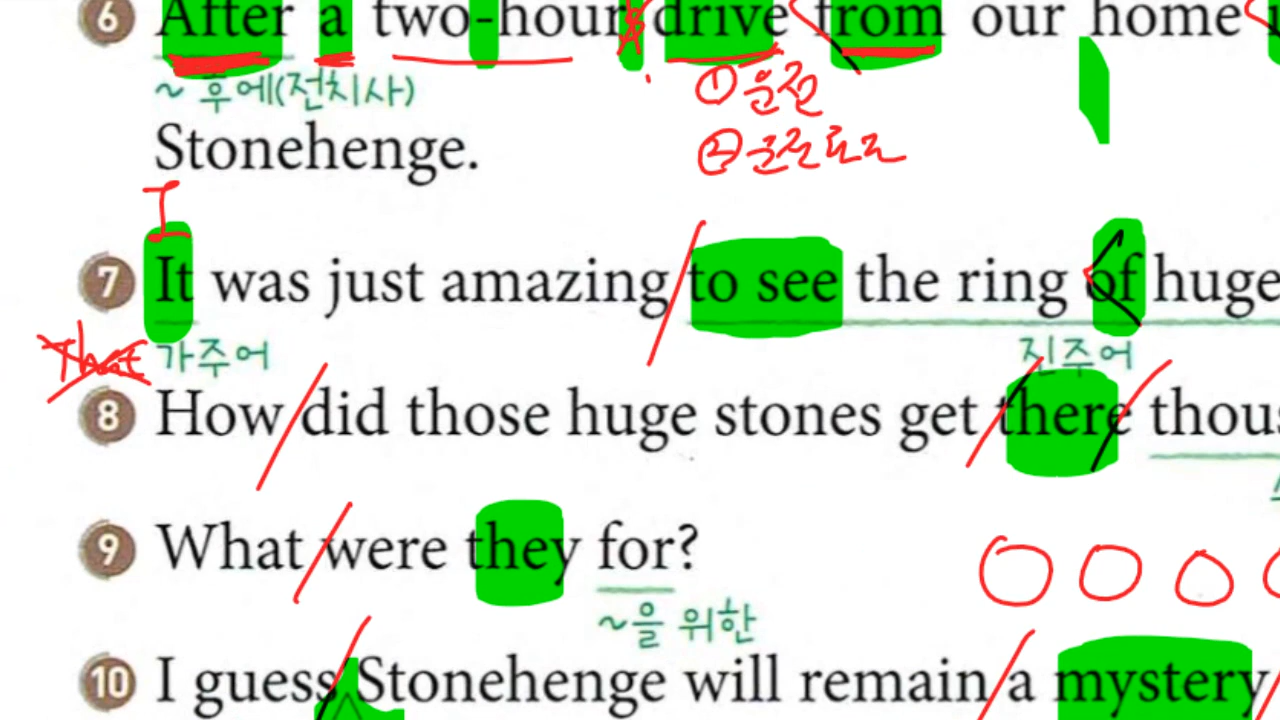 6 After a two-hour drive from our home
~ 후에(전치사)
①운전
②운전 도로
Stonehenge.
I
7 It was just amazing to see the ring of huge
That 가주어 진주어
8 How did those huge stones get there thous
9 What were they for?
~을 위한
10 I guess Stonehenge will remain a mystery